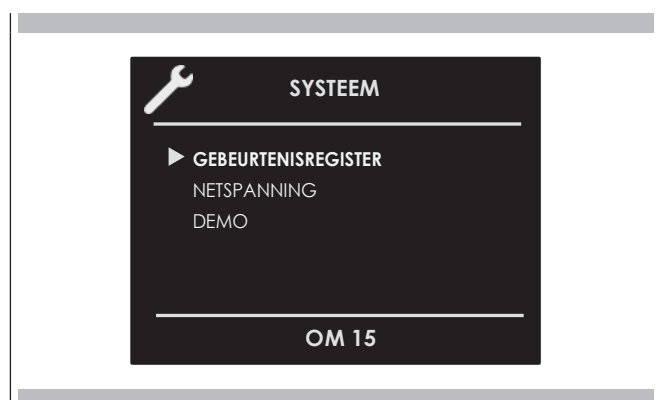 SYSTEEM
GEBEURTENISREGISTER
NETSPANNING
DEMO
OM 15